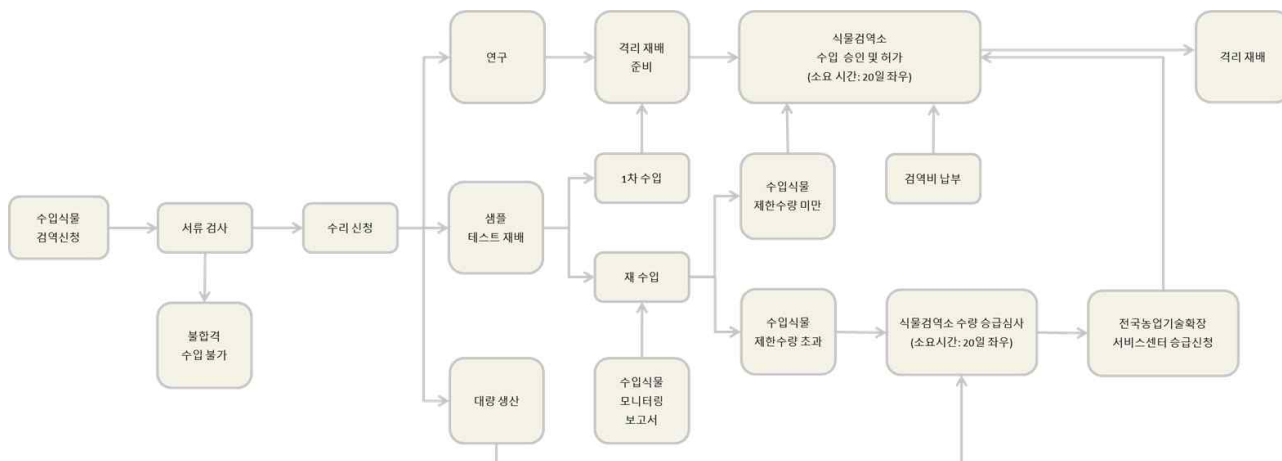 수입식물
검역신청
서류 검사
불합격
수입 불가
수리 신청
연구
샘플
테스트 재배
대량 생산
격리 재배
준비
1차 수입
재 수입
수입식물
모니터링
보고서
식물검역소
수입 승인 및 허가
(소요 시간: 20일 좌우)
수입식물
제한수량 미만
검역비 납부
수입식물
제한수량 초과
식물검역소 수량 승급심사
(소요시간: 20일 좌우)
전국농업기술확장
서비스센터 승급신청
격리 재배